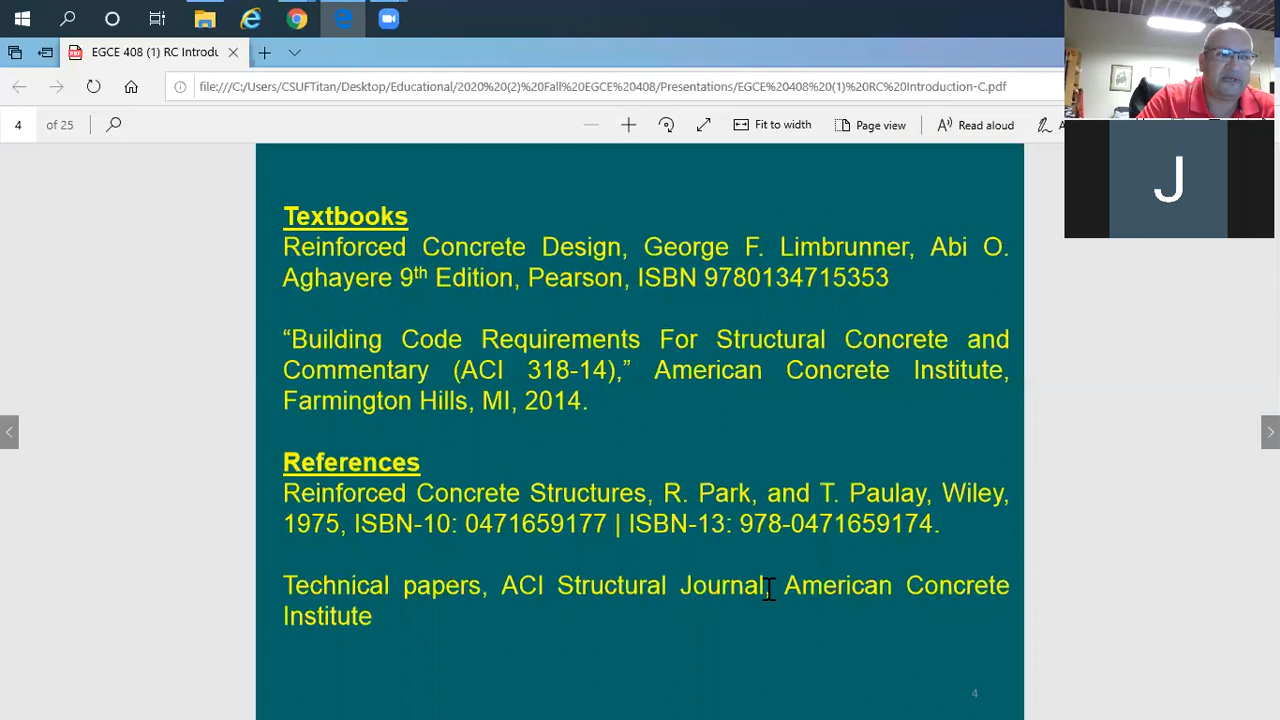 EGCE 408 (1) RC Introdu
file:///C:/Users/CSUFTitan/Desktop/Educational/2020%20(2)%20Fall%20EGCE%20408/Presentations/EGCE%20408%20(1)%20RC%20Introduction-C.pdf
4 of 25 Fit to width Page view Read aloud
J
Textbooks
Reinforced Concrete Design, George F. Limbrunner, Abi O.
Aghayere 9th Edition, Pearson, ISBN 9780134715353
“Building Code Requirements For Structural Concrete and
Commentary (ACI 318-14),” American Concrete Institute,
Farmington Hills, MI, 2014.
References
Reinforced Concrete Structures, R. Park, and T. Paulay, Wiley,
1975, ISBN-10: 0471659177 | ISBN-13: 978-0471659174.
Technical papers, ACI Structural Journal, American Concrete
Institute
4